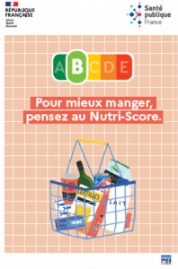 RÉPUBLIQUE
FRANÇAISE
Santé
publique
France
A B C D E
Pour mieux manger,
pensez au Nutri-Score.